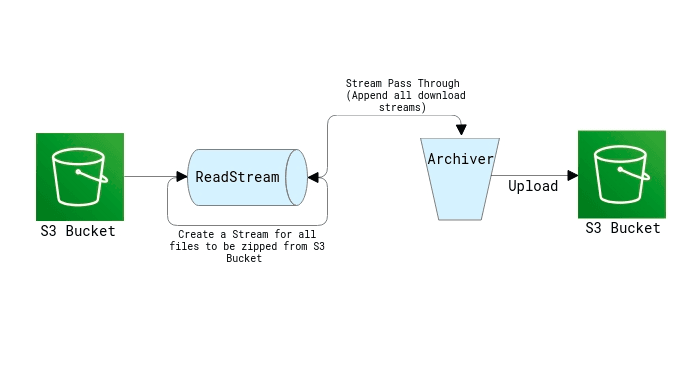 Stream Pass Through
(Append all download
streams)
Archiver
ReadStream
Upload
S3 Bucket
S3 Bucket
Create a Stream for all
files to be zipped from S3
Bucket